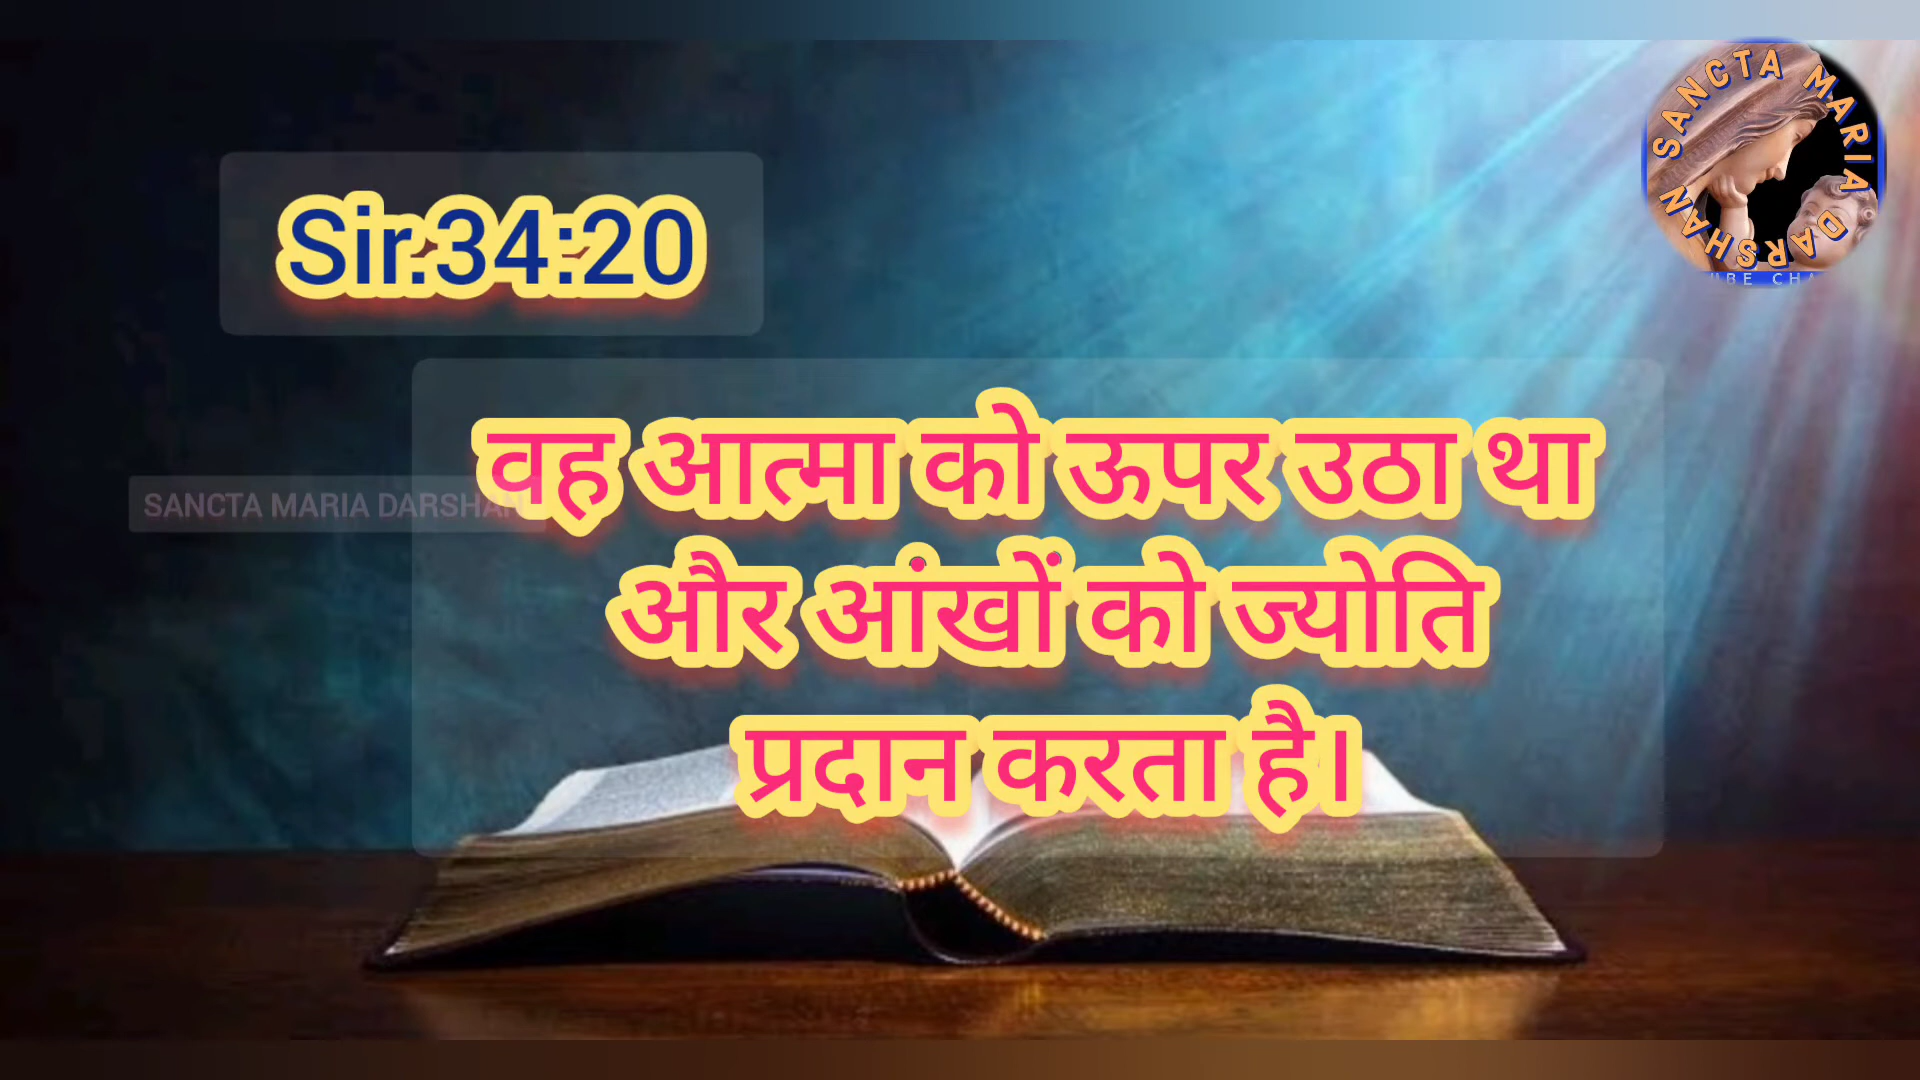 SANCTA MARIA DARSHAN
Sir.34:20
वह आत्मा को ऊपर उठा था
SANCTA MARIA DARSHAN
और आंखों को ज्योति
प्रदान करता है।